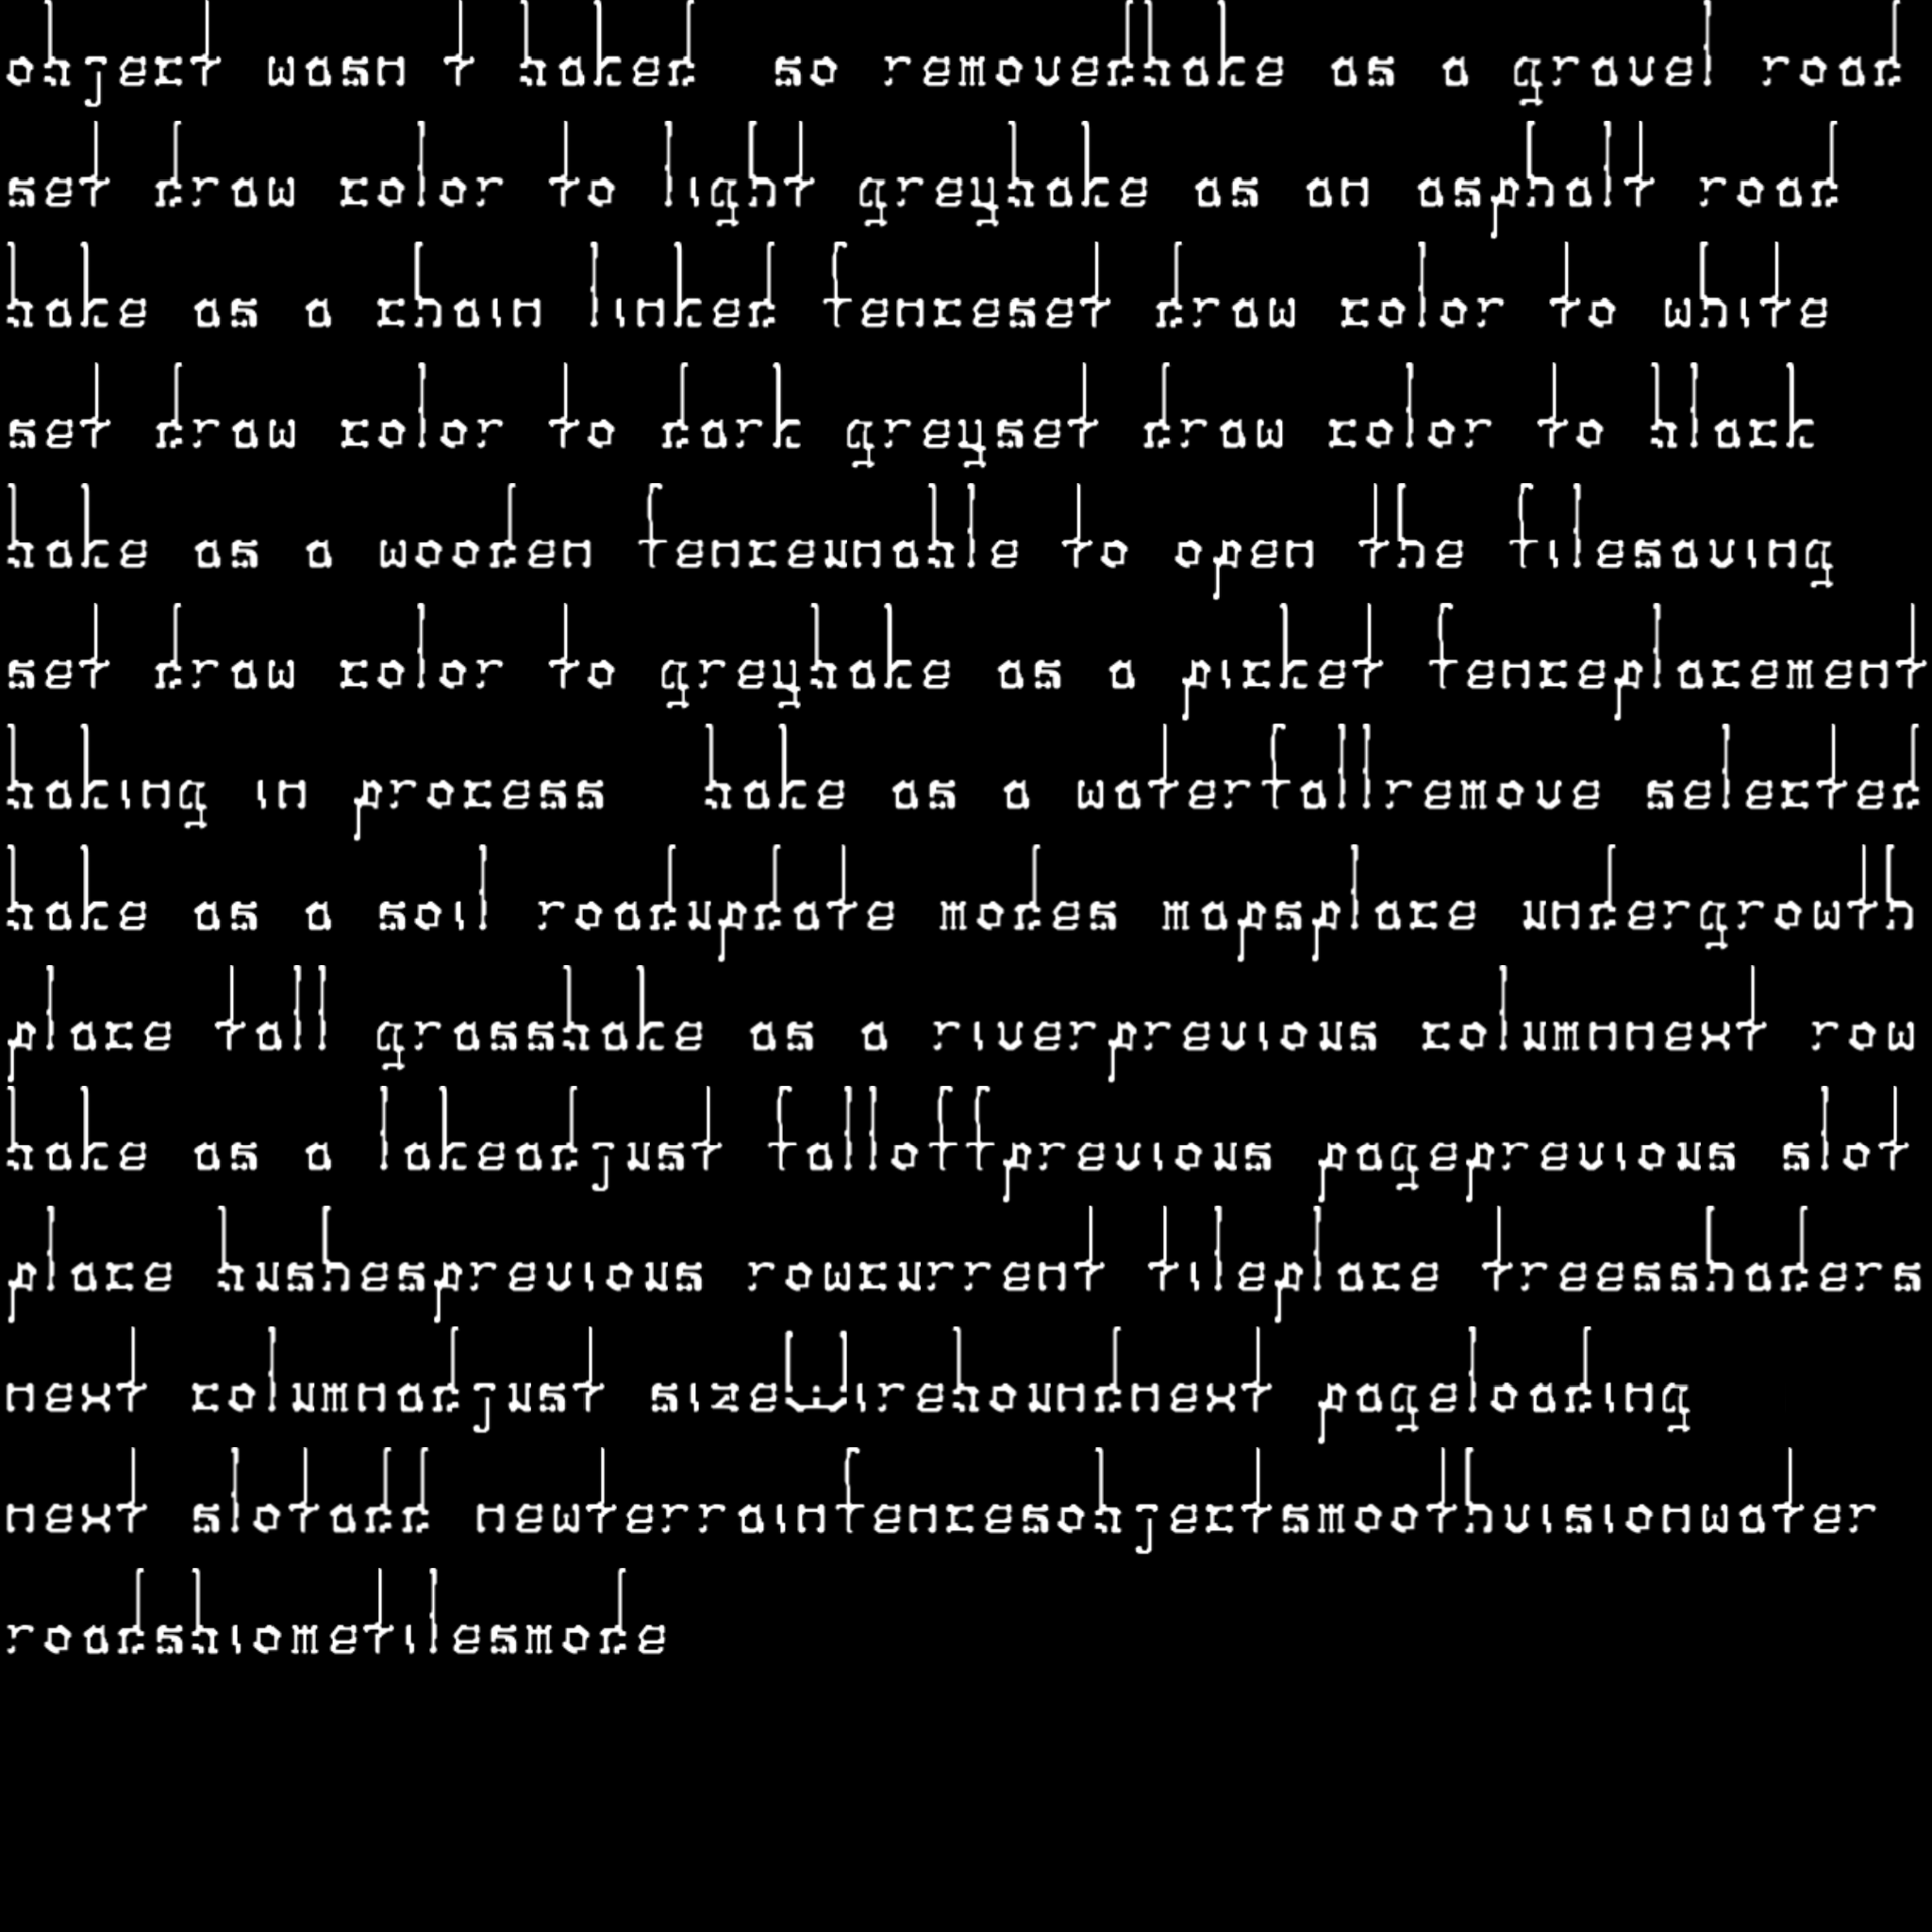 object wasn t baked  so removedbake as a gravel road
set draw color to light greybake as an asphalt road
bake as a chain linked fenceset draw color to white
set draw color to dark greyset draw color to black
bake as a wooden fenceunable to open the filesaving
set draw color to greybake as a picket fenceplacement
baking in process  bake as a waterfallremove selected
bake as a soil roadupdate modes mapsplace undergrowth
place tall grassbake as a riverprevious columnnext row
bake as a lakeadjust falloffprevious pageprevious slot
place bushesprevious rowcurrent tileplace treesshaders
next columnadjust sizeWireboundnext pageloading
next slotadd newterrainfencesobjectsmoothvisionwater
roadsbiometilesmode